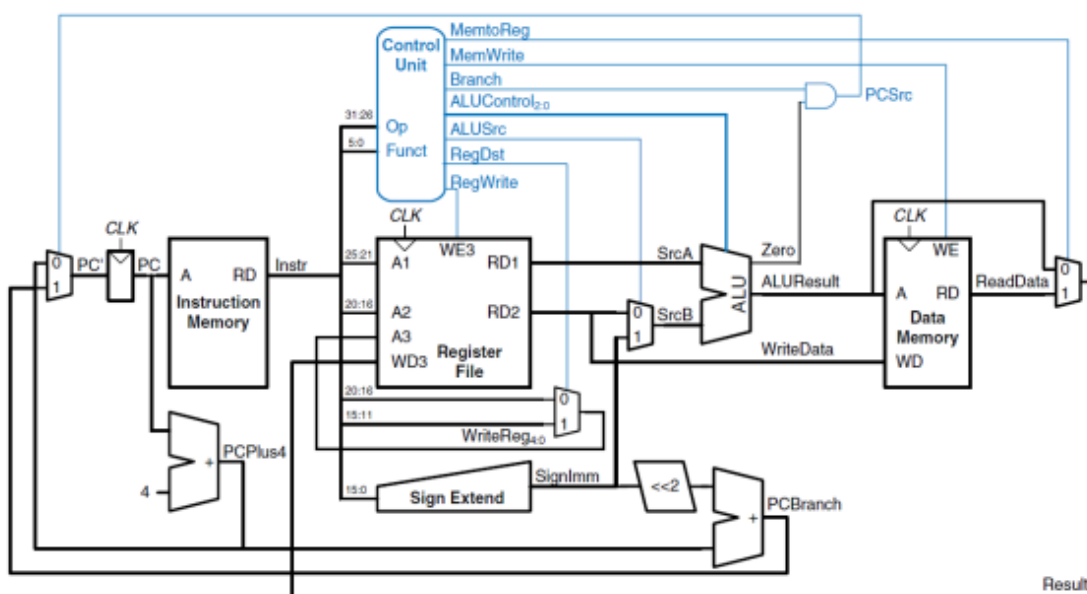 MemtoReg
Control
Unit
MemWrite
Branch
ALUControl2:0
PCSrc
31:26
Op
ALUSrc
5:0
Funct
RegDst
RegWrite
CLK
CLK
CLK
WE3
WE
0
1
PC'
PC
A
RD
Instr
25:21
A1
RD1
SrcA
Zero
ALU
ALUResult
A
RD
ReadData
0
1
Instruction
Memory
20:16
A2
RD2
0
1
SrcB
Data
Memory
A3
Register
File
WD3
WriteData
WD
20:16
0
15:11
1
WriteReg4:0
PCPlus4
+
4
15:0
Sign Extend
SignImm
<<2
+
PCBranch
Result